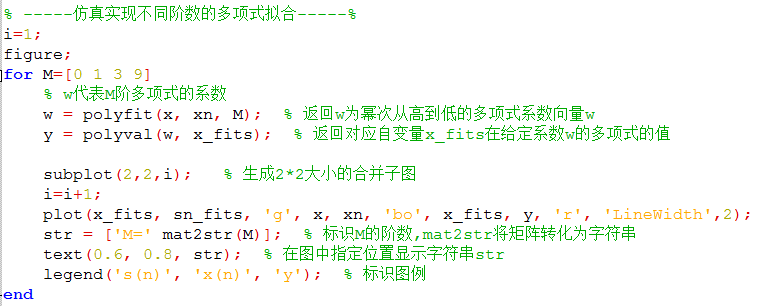 % -----仿真实现不同阶数的多项式拟合-----%
i=1;
figure;
for M=[0 1 3 9]
    % w代表M阶多项式的系数
    w = polyfit(x, xn, M);  % 返回w为幂次从高到低的多项式系数向量w
    y = polyval(w, x_fits);  % 返回对应自变量x_fits在给定系数w的多项式的值

    subplot(2,2,i);   % 生成2*2大小的合并子图
    i=i+1;
    plot(x_fits, sn_fits, 'g', x, xn, 'bo', x_fits, y, 'r', 'LineWidth',2);
    str = ['M=' mat2str(M)];  % 标识M的阶数,mat2str将矩阵转化为字符串
    text(0.6, 0.8, str);  % 在图中指定位置显示字符串str
    legend('s(n)', 'x(n)', 'y');  % 标识图例
end